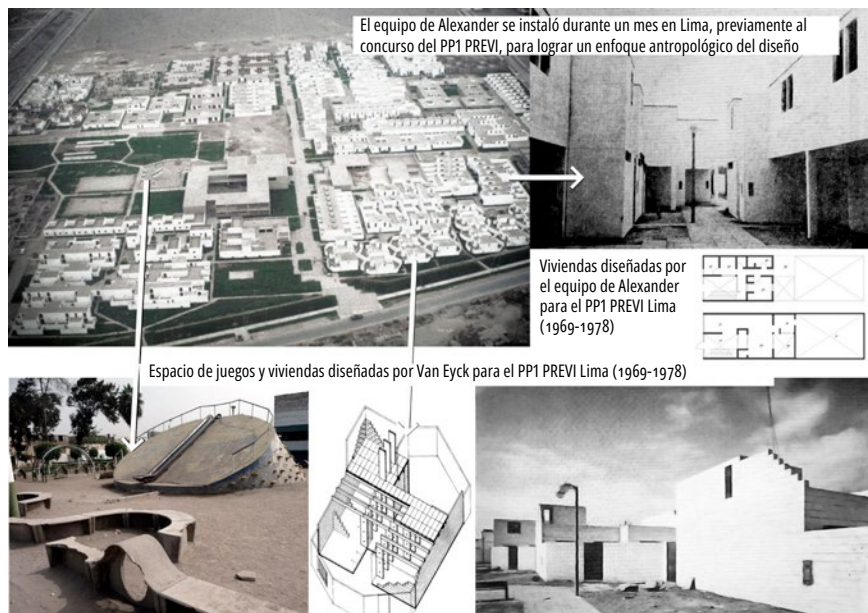 El equipo de Alexander se instaló durante un mes en Lima, previamente al
concurso del PP1 PREVI, para lograr un enfoque antropológico del diseño
Viviendas diseñadas por
el equipo de Alexander
para el PP1 PREVI Lima
(1969-1978)
Espacio de juegos y viviendas diseñadas por Van Eyck para el PP1 PREVI Lima (1969-1978)